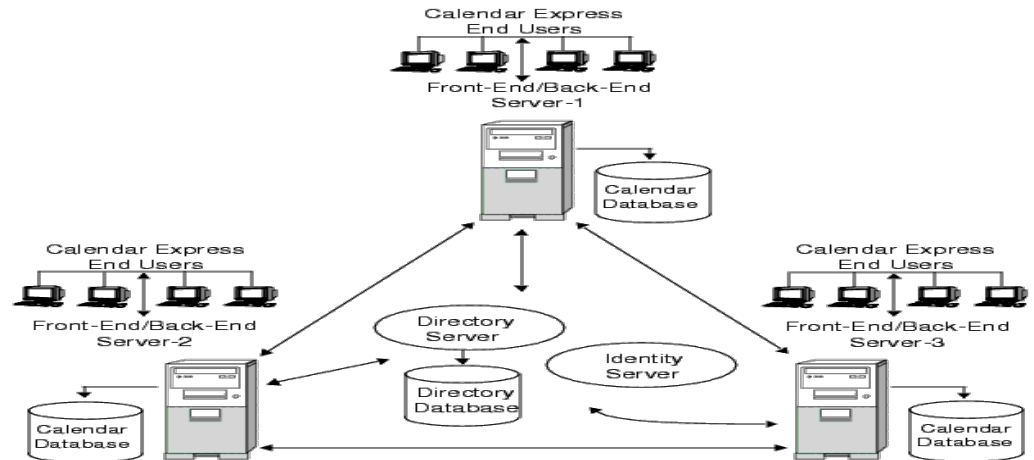 Calendar Express
End Users
Front-End/Back-End
Server-1
Calendar
Database
Calendar Express
End Users
Front-End/Back-End
Server-2
Calendar Express
End Users
Front-End/Back-End
Server-3
Directory
Server
Identity
Server
Directory
Database
Calendar
Database
Calendar
Database